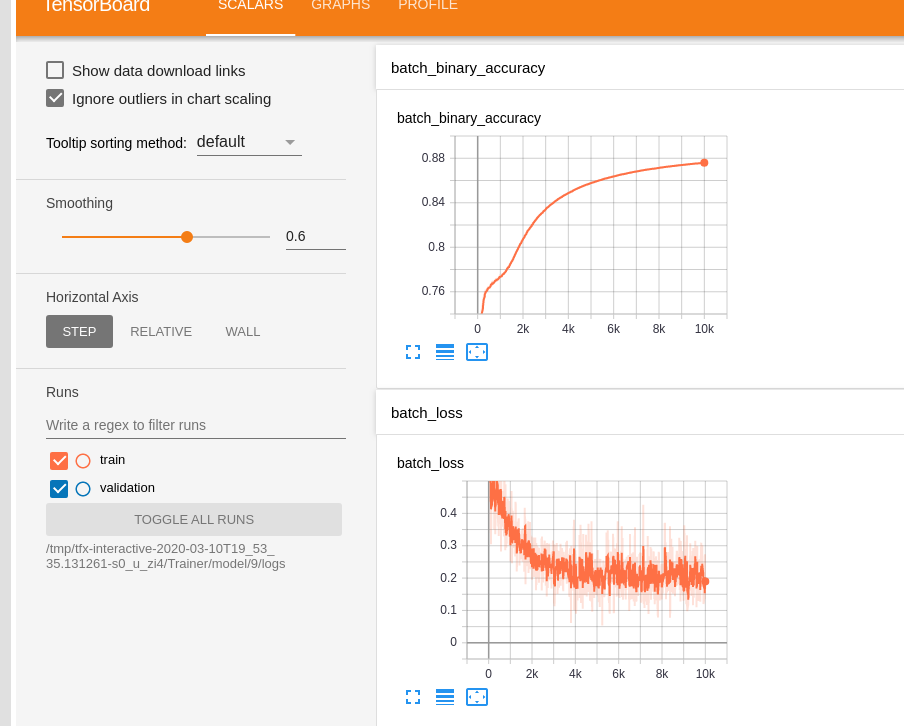 TensorBoard
SCALARS
GRAPHS
PROFILE
Show data download links
Ignore outliers in chart scaling
Tooltip sorting method:
default
Smoothing
0.6
Horizontal Axis
STEP
RELATIVE
WALL
Runs
Write a regex to filter runs
train
validation
TOGGLE ALL RUNS
/tmp/tfx-interactive-2020-03-10T19_53_
35.131261-s0_u_zi4/Trainer/model/9/logs
batch_binary_accuracy
batch_binary_accuracy
0.88
0.84
0.8
0.76
0 2k 4k 6k 8k 10k
batch_loss
batch_loss
0.4
0.3
0.2
0.1
0
0 2k 4k 6k 8k 10k